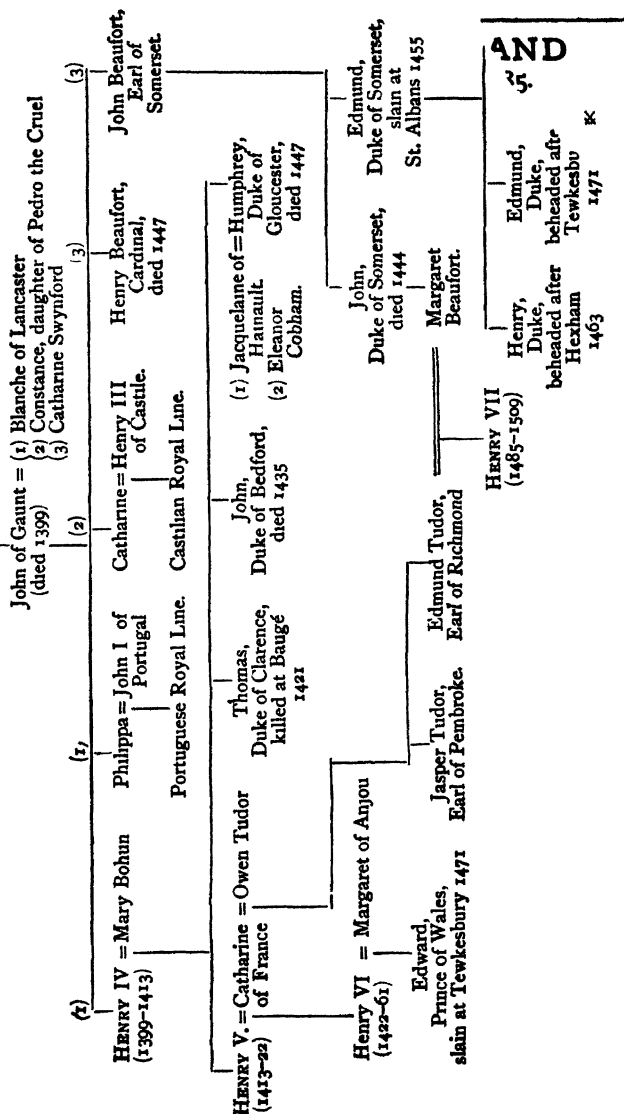 John of Gaunt = (1) Blanche of Lancaster
(died 1399) (2) Constance, daughter of Pedro the Cruel
(3) Catharine Swynford
(1) (1) (2) (3) (3)
HENRY IV = Mary Bohun
(1399–1413)
Philippa = John I of
Portugal
Portuguese Royal Line.
Catharine = Henry III
of Castile.
Castilian Royal Line.
Henry Beaufort,
Cardinal,
died 1447
John Beaufort,
Earl of
Somerset.
HENRY V. = Catharine = Owen Tudor
(1413–22) of France
Thomas,
Duke of Clarence,
killed at Baugé
1421
John,
Duke of Bedford,
died 1435
(1) Jacquelaine of = Humphrey,
Hainault. Duke of
(2) Eleanor Gloucester,
Cobham. died 1447
John,
Duke of Somerset,
died 1444
Edmund,
Duke of Somerset,
slain at
St. Albans 1455
Henry VI = Margaret of Anjou
(1422–61)
Edward,
Prince of Wales,
slain at Tewkesbury 1471
Jasper Tudor,
Earl of Pembroke.
Edmund Tudor,
Earl of Richmond
Margaret
Beaufort.
HENRY VII
(1485–1509)
Henry,
Duke,
beheaded after
Hexham
1463
Edmund,
Duke,
beheaded afte
Tewkesbu
1471
AND
K